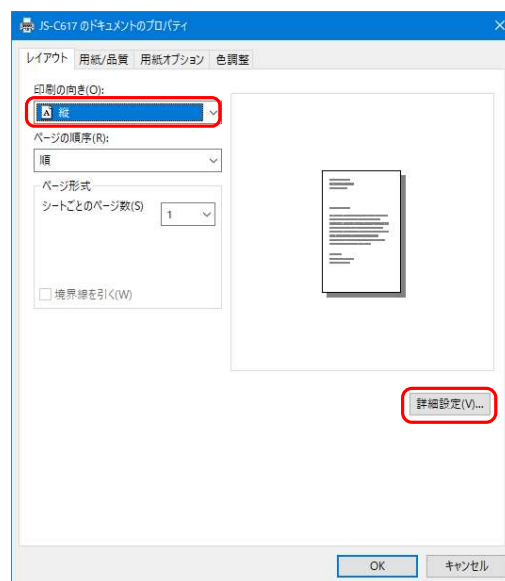 JS-C617 のドキュメントのプロパティ
レイアウト 用紙/品質 用紙オプション 色調整
印刷の向き(O):
A 縦
ページの順序(R):
順
ページ形式
シートごとのページ数(S) 1
境界線を引く(W)
詳細設定(V)...
OK キャンセル